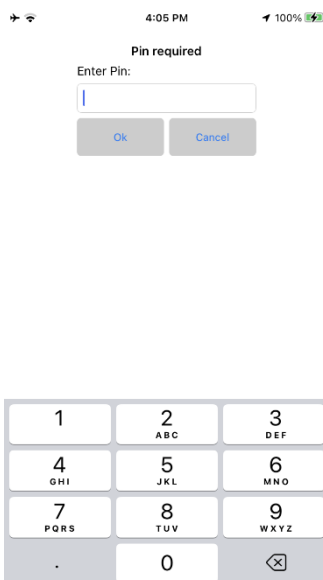 4:05 PM 100%
Pin required
Enter Pin:
Ok Cancel
1 2 3
ABC DEF
4 5 6
GHI JKL MNO
7 8 9
PQRS TUV WXYZ
. 0